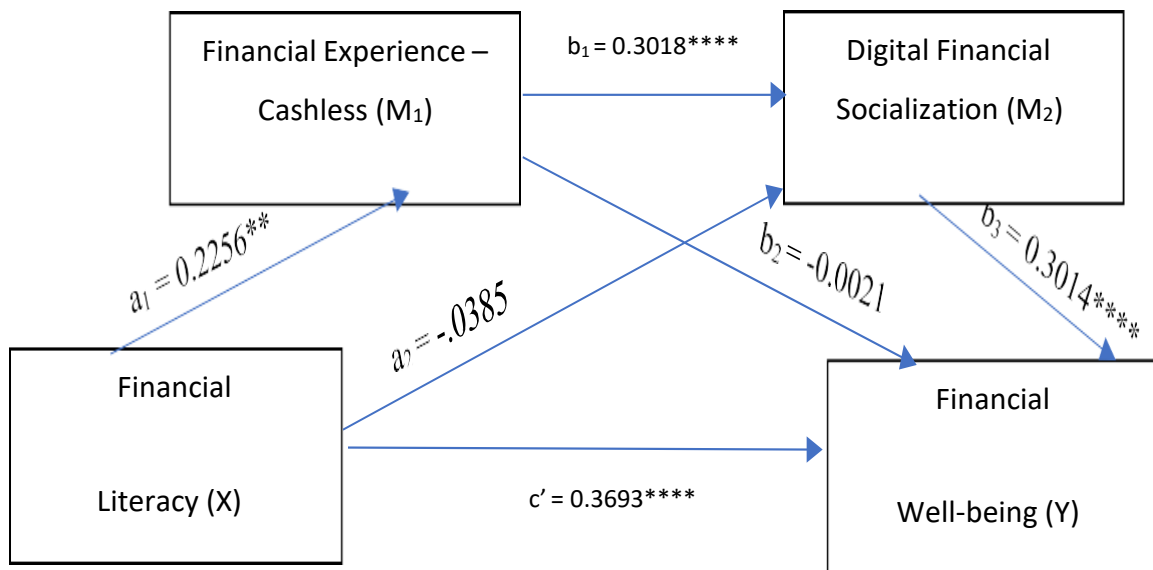 Financial Experience –
Cashless (M₁)
b₁ = 0.3018****
Digital Financial
Socialization (M₂)
a₁ = 0.2256**
a₂ = -.0385
b₂ = -0.0021
b₃ = 0.3014****
Financial
Literacy (X)
c’ = 0.3693****
Financial
Well-being (Y)